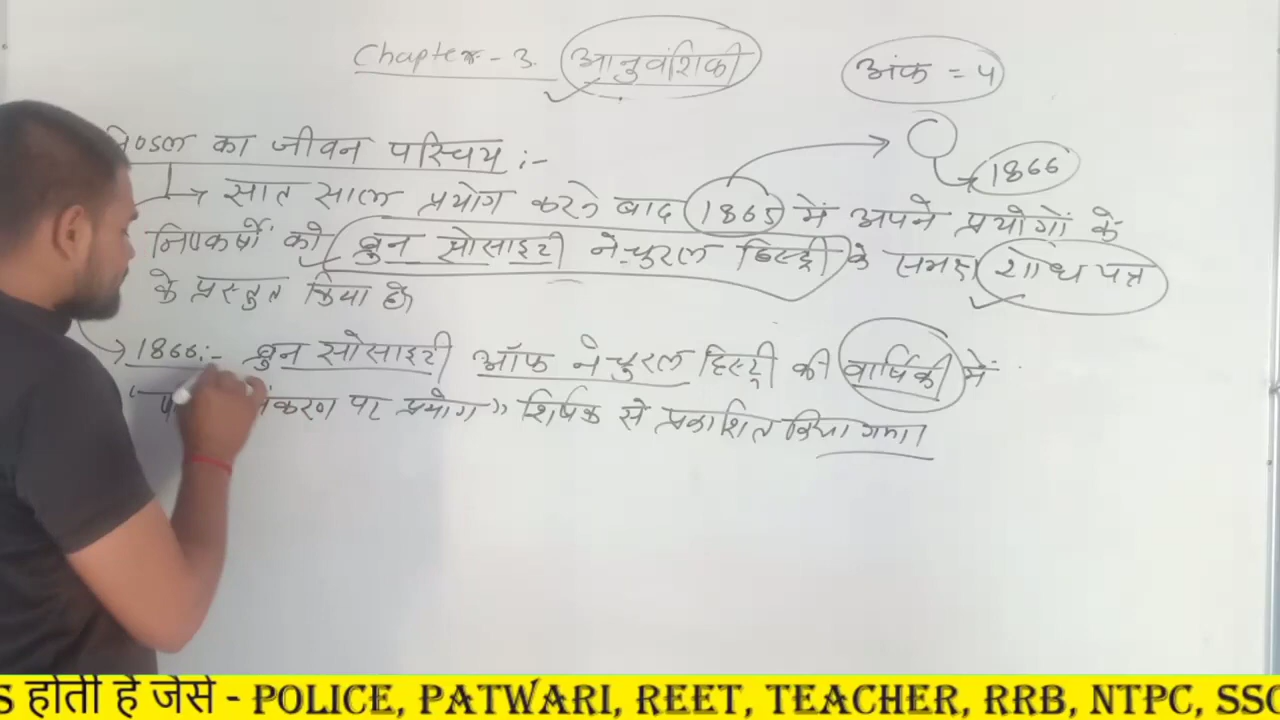 Chapter - 3. आनुवंशिकी
अंक = 4
का जीवन परिचय :-
1866
सात साल प्रयोग करने बाद 1865 में अपने प्रयोगों के
निष्कर्षों को ब्रुन सोसाइटी नेचुरल हिस्ट्री के समक्ष शोध पत्र
के प्रस्तुत किया है।
1866:- ब्रुन सोसाइटी ऑफ नेचुरल हिस्ट्री की वार्षिकी में
पर प्रयोग" शिर्षक से प्रकाशित किया गया।
S होती है जैसे - POLICE, PATWARI, REET, TEACHER, RRB, NTPC, SSC